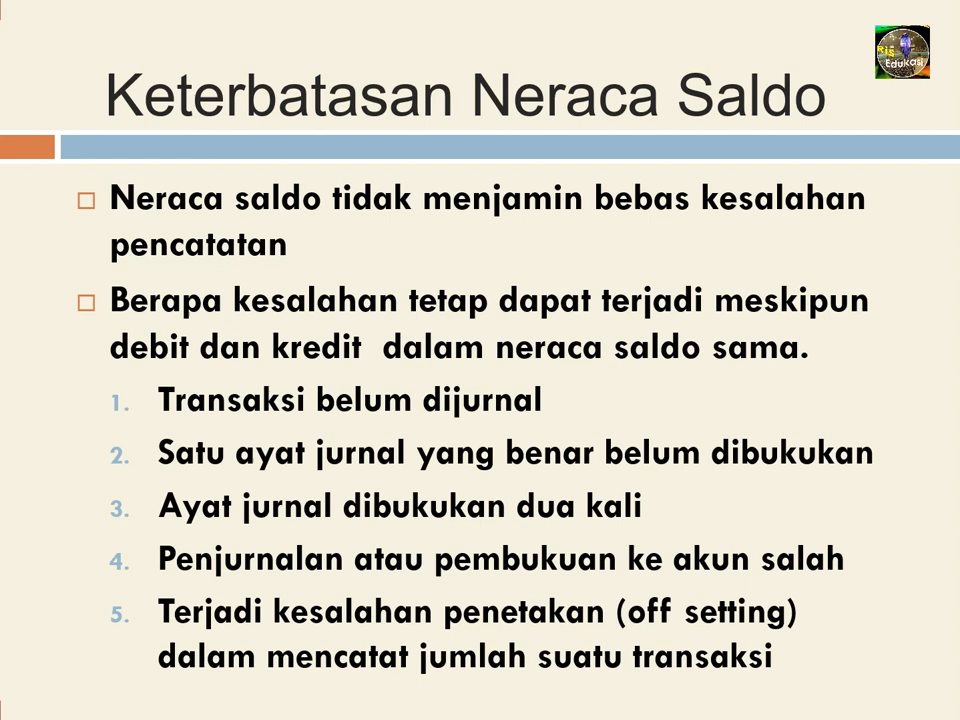 Ris
Edukasi
Keterbatasan Neraca Saldo
Neraca saldo tidak menjamin bebas kesalahan
pencatatan
Berapa kesalahan tetap dapat terjadi meskipun
debit dan kredit dalam neraca saldo sama.
1. Transaksi belum dijurnal
2. Satu ayat jurnal yang benar belum dibukukan
3. Ayat jurnal dibukukan dua kali
4. Penjurnalan atau pembukuan ke akun salah
5. Terjadi kesalahan penetakan (off setting)
dalam mencatat jumlah suatu transaksi